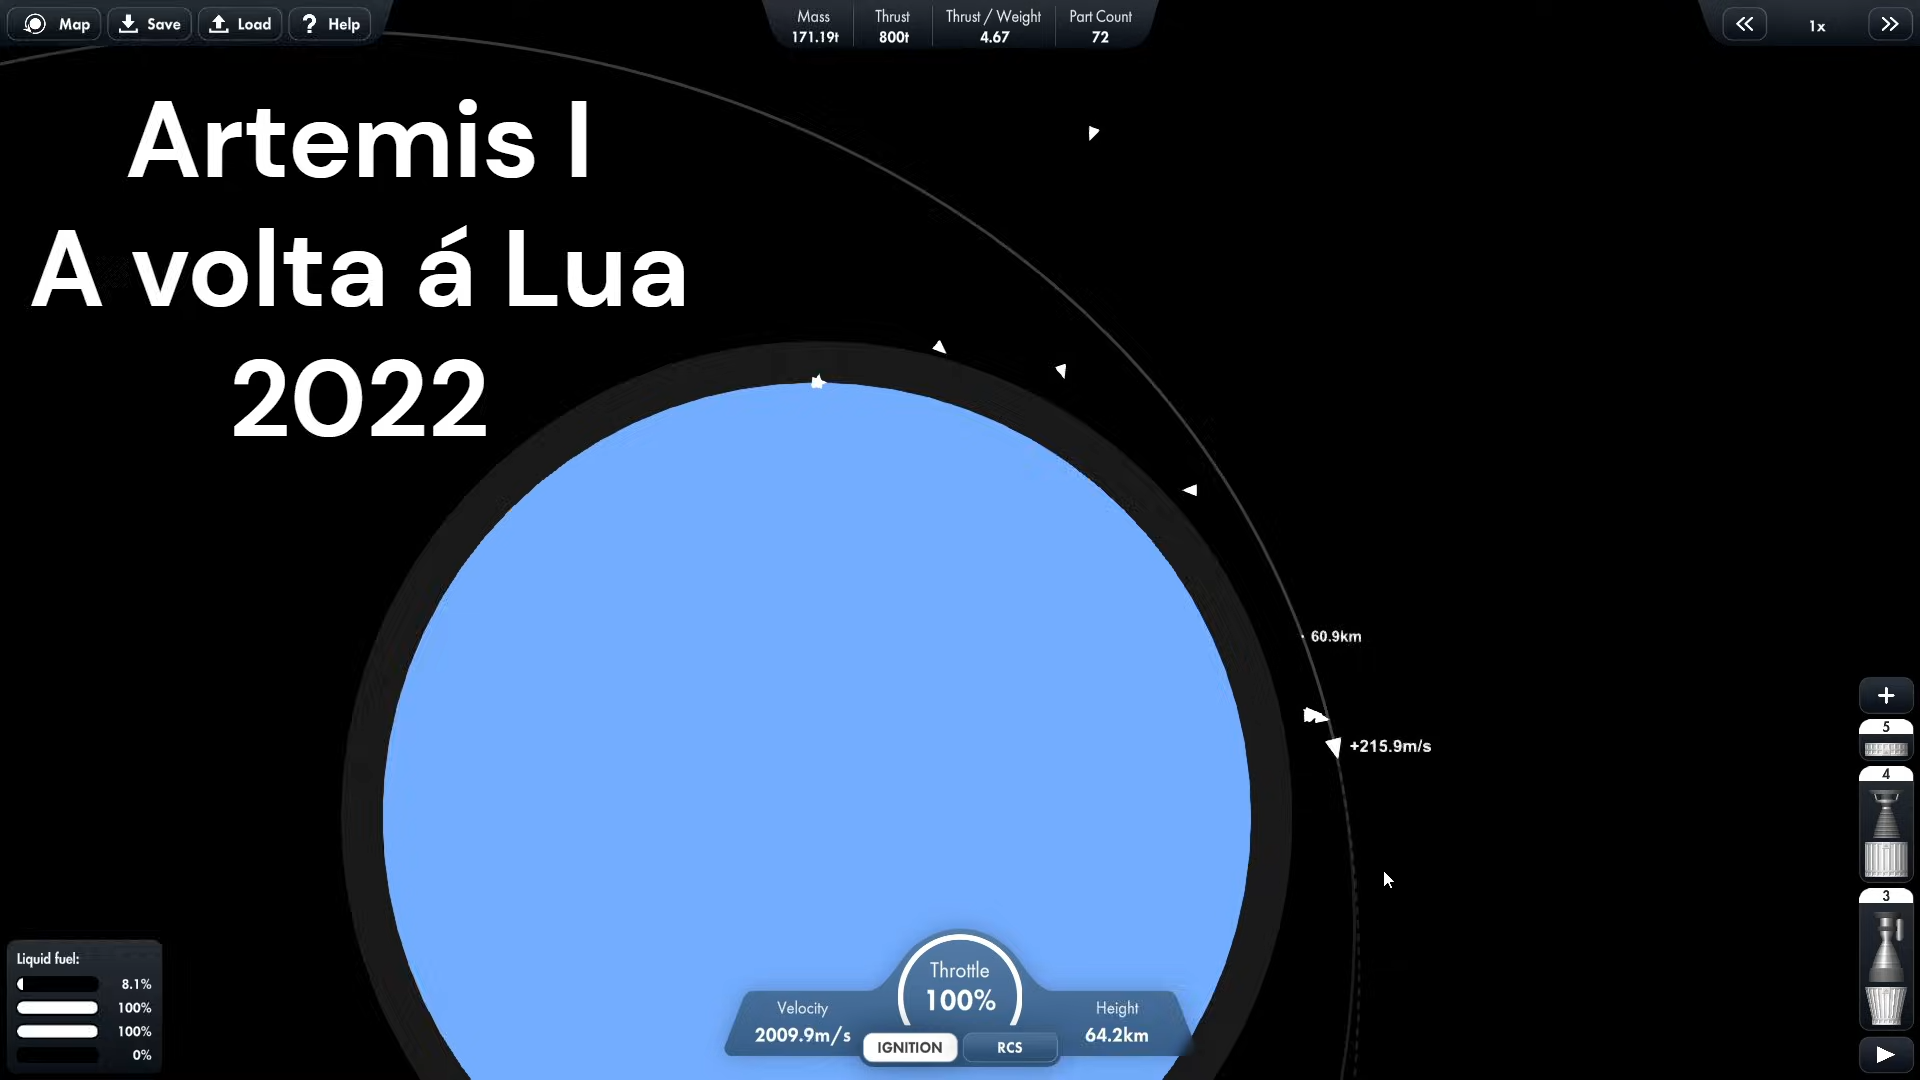 Map Save Load Help
Mass Thrust Thrust / Weight Part Count
171.19t 800t 4.67 72
1x
Artemis I
A volta á Lua
2022
60.9km
+215.9m/s
5
4
3
Liquid fuel:
8.1%
100%
100%
0%
Throttle
100%
Velocity Height
2009.9m/s 64.2km
IGNITION RCS